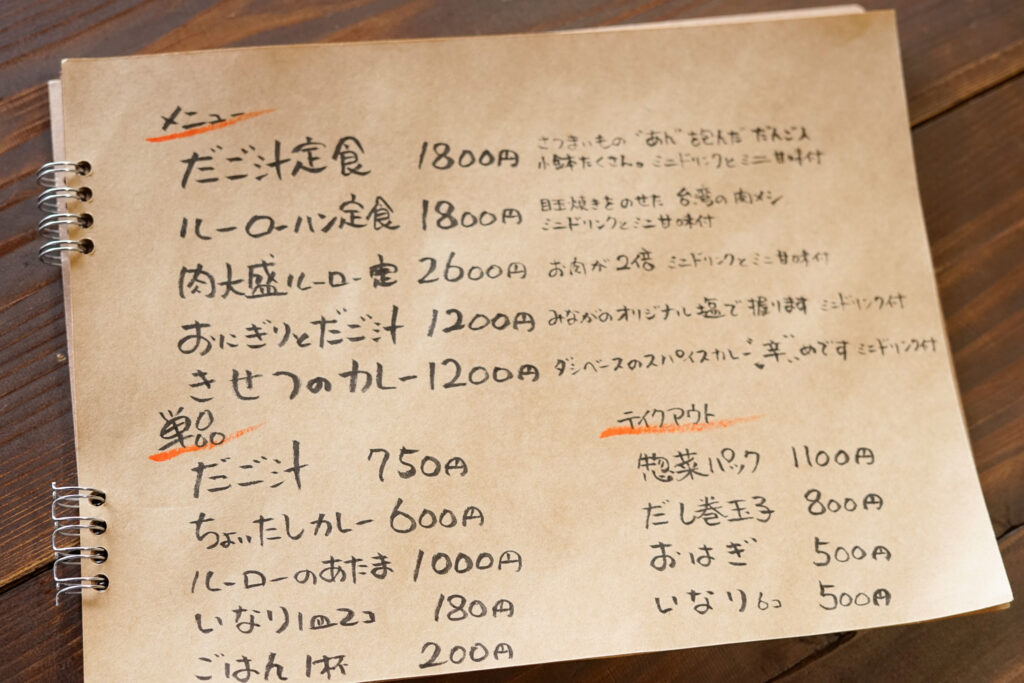 メニュー
だご汁定食 1800円 さつまいもの "あん" を包んだ だんご入
小鉢たくさん。ミニドリンクとミニ甘味付
ルーローハン定食 1800円 目玉焼きをのせた 台湾の肉メシ
ミニドリンクとミニ甘味付
肉大盛ルーロー定 2600円 お肉が2倍 ミニドリンクとミニ甘味付
おにぎりとだご汁 1200円 みながのオリジナル塩で握ります ミニドリンク付
きせつのカレー 1200円 ダシベースのスパイスカレー "辛"めです ミニドリンク付
単品
だご汁 750円
ちょいたしカレー 600円
ルーローのあたま 1000円
いなり1皿2コ 180円
ごはん 1杯 200円
テイクアウト
惣菜パック 1100円
だし巻玉子 800円
おはぎ 500円
いなり6コ 500円